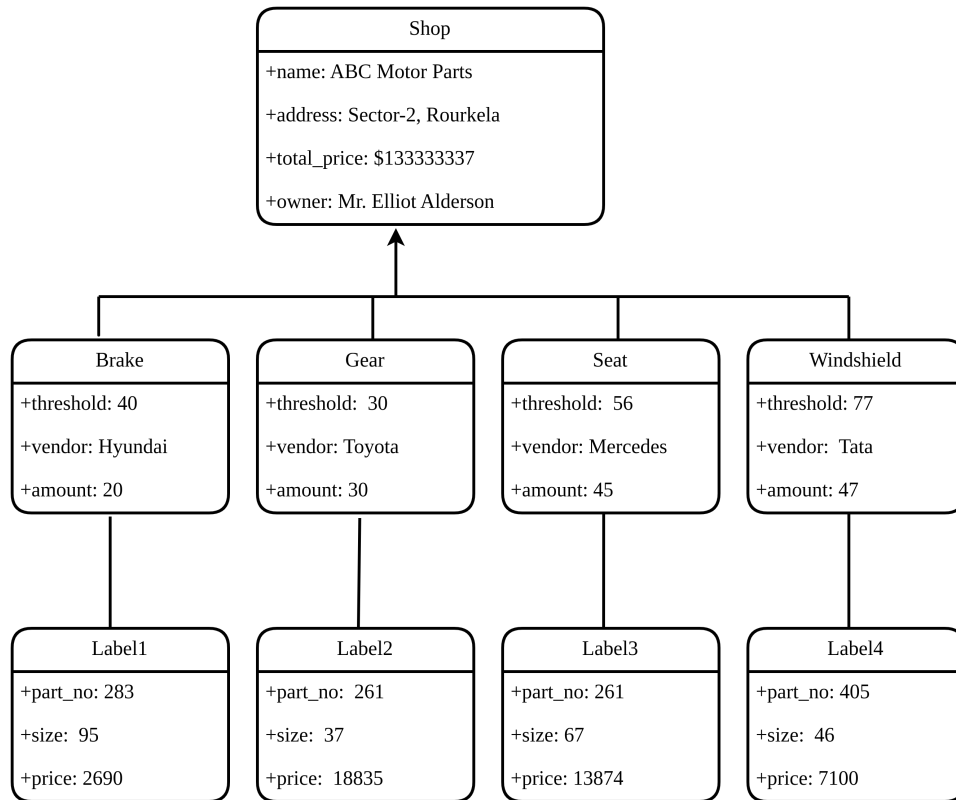 Shop
+name: ABC Motor Parts
+address: Sector-2, Rourkela
+total_price: $133333337
+owner: Mr. Elliot Alderson
Brake
+threshold: 40
+vendor: Hyundai
+amount: 20
Gear
+threshold:  30
+vendor: Toyota
+amount: 30
Seat
+threshold:  56
+vendor: Mercedes
+amount: 45
Windshield
+threshold: 77
+vendor:  Tata
+amount: 47
Label1
+part_no: 283
+size:  95
+price: 2690
Label2
+part_no:  261
+size:  37
+price:  18835
Label3
+part_no: 261
+size: 67
+price: 13874
Label4
+part_no: 405
+size:  46
+price: 7100